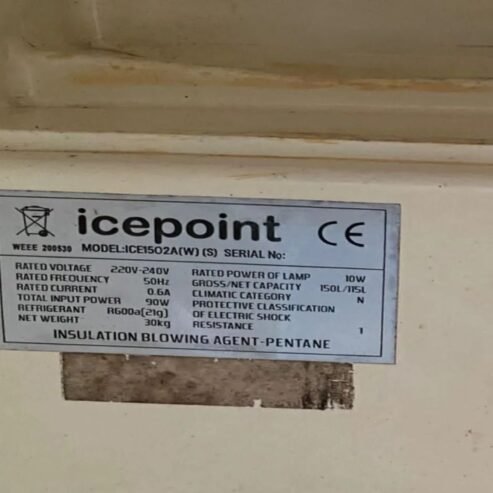 icepoint CE
WEEE 200530 MODEL:ICE1502A(W) (S) SERIAL No:
RATED VOLTAGE 220V-240V
RATED FREQUENCY 50Hz
RATED CURRENT 0.6A
TOTAL INPUT POWER 90W
REFRIGERANT R600a(21g)
NET WEIGHT 30kg
RATED POWER OF LAMP 10W
GROSS/NET CAPACITY 150L/115L
CLIMATIC CATEGORY N
PROTECTIVE CLASSIFICATION
OF ELECTRIC SHOCK
RESISTANCE 1
INSULATION BLOWING AGENT-PENTANE